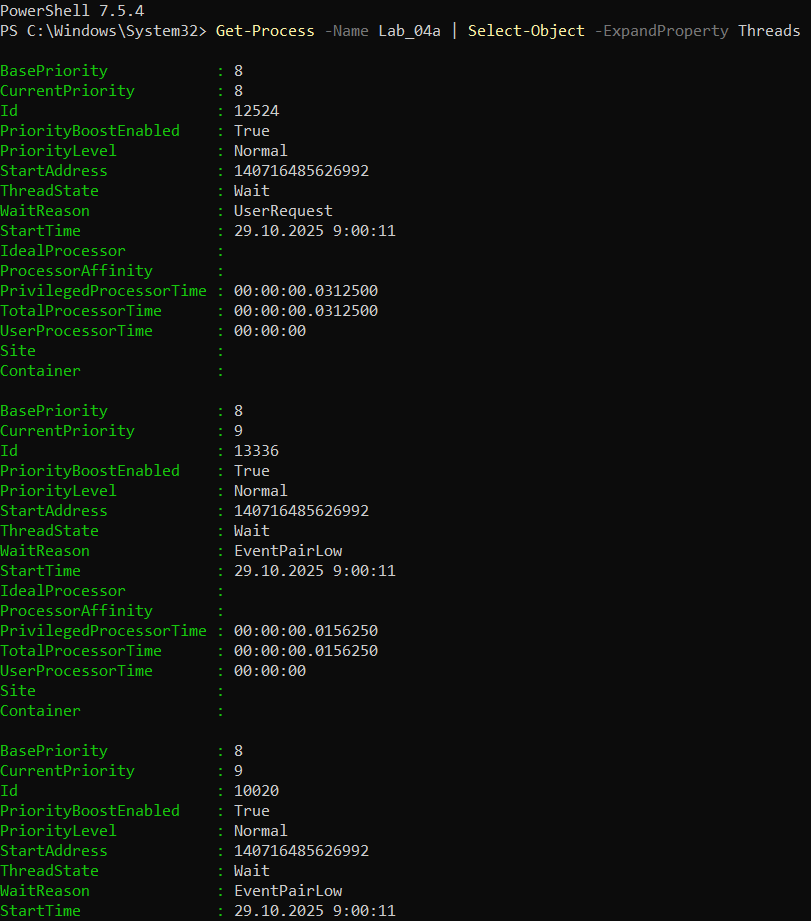 PowerShell 7.5.4
PS C:\Windows\System32> Get-Process -Name Lab_04a | Select-Object -ExpandProperty Threads
BasePriority : 8
CurrentPriority : 8
Id : 12524
PriorityBoostEnabled : True
PriorityLevel : Normal
StartAddress : 140716485626992
ThreadState : Wait
WaitReason : UserRequest
StartTime : 29.10.2025 9:00:11
IdealProcessor :
ProcessorAffinity :
PrivilegedProcessorTime : 00:00:00.0312500
TotalProcessorTime : 00:00:00.0312500
UserProcessorTime : 00:00:00
Site :
Container :
BasePriority : 8
CurrentPriority : 9
Id : 13336
PriorityBoostEnabled : True
PriorityLevel : Normal
StartAddress : 140716485626992
ThreadState : Wait
WaitReason : EventPairLow
StartTime : 29.10.2025 9:00:11
IdealProcessor :
ProcessorAffinity :
PrivilegedProcessorTime : 00:00:00.0156250
TotalProcessorTime : 00:00:00.0156250
UserProcessorTime : 00:00:00
Site :
Container :
BasePriority : 8
CurrentPriority : 9
Id : 10020
PriorityBoostEnabled : True
PriorityLevel : Normal
StartAddress : 140716485626992
ThreadState : Wait
WaitReason : EventPairLow
StartTime : 29.10.2025 9:00:11